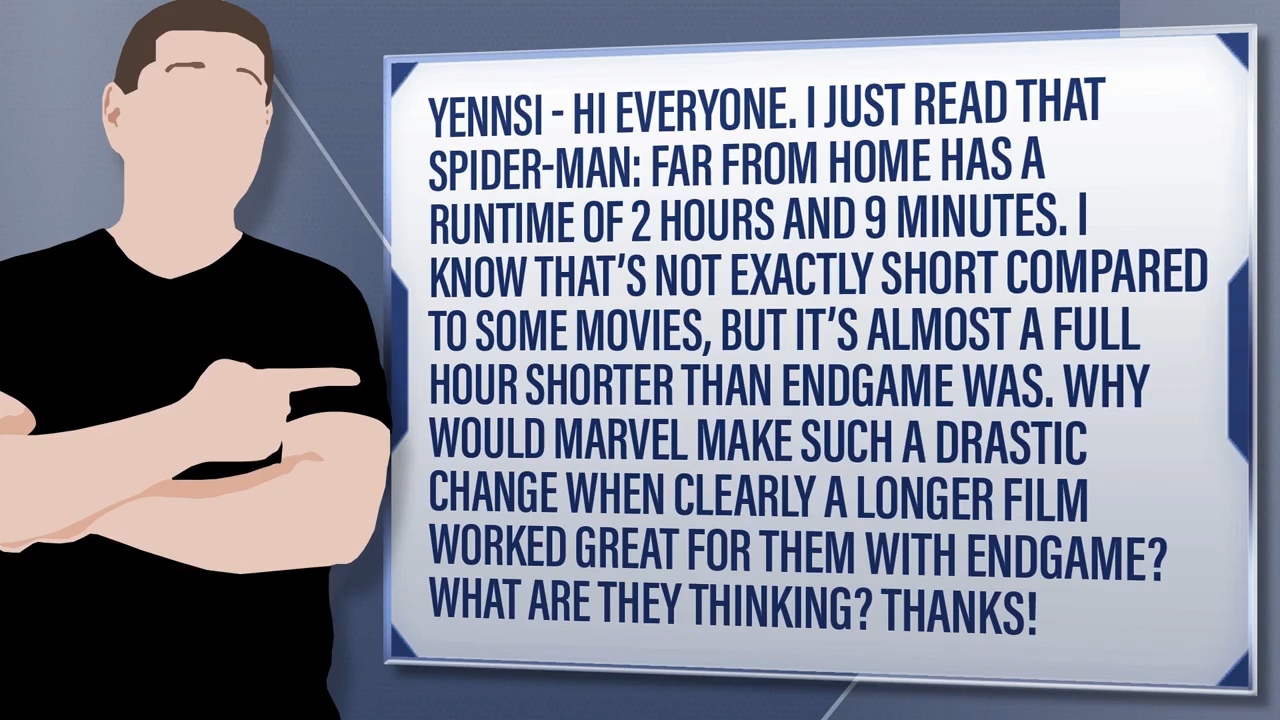 YENNSI - HI EVERYONE. I JUST READ THAT
SPIDER-MAN: FAR FROM HOME HAS A
RUNTIME OF 2 HOURS AND 9 MINUTES. I
KNOW THAT'S NOT EXACTLY SHORT COMPARED
TO SOME MOVIES, BUT IT'S ALMOST A FULL
HOUR SHORTER THAN ENDGAME WAS. WHY
WOULD MARVEL MAKE SUCH A DRASTIC
CHANGE WHEN CLEARLY A LONGER FILM
WORKED GREAT FOR THEM WITH ENDGAME?
WHAT ARE THEY THINKING? THANKS!